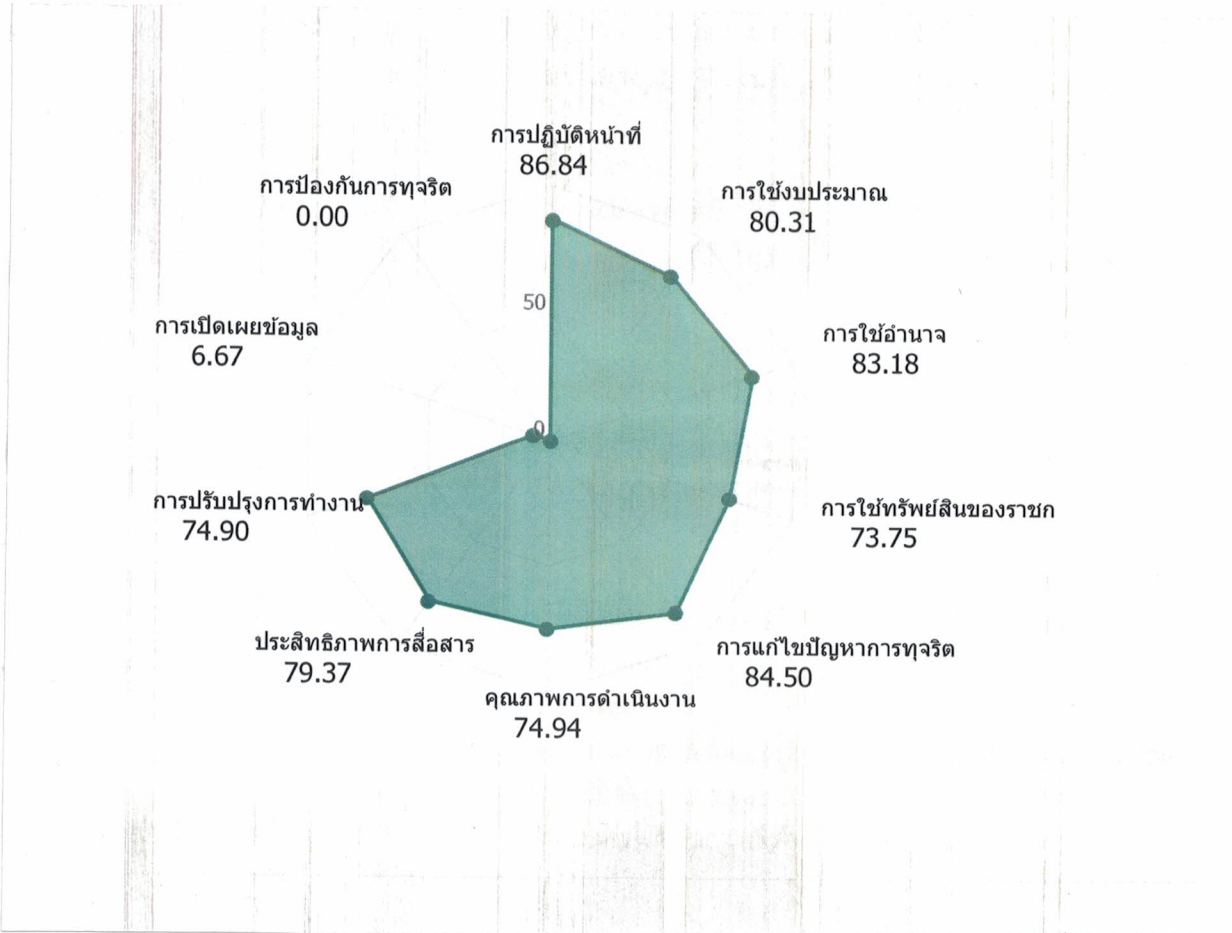 การปฏิบัติหน้าที่
86.84
การป้องกันการทุจริต
0.00
การใช้งบประมาณ
80.31
50
การเปิดเผยข้อมูล
6.67
การใช้อำนาจ
83.18
0
การปรับปรุงการทำงาน
74.90
การใช้ทรัพย์สินของราชก
73.75
ประสิทธิภาพการสื่อสาร
79.37
การแก้ไขปัญหาการทุจริต
84.50
คุณภาพการดำเนินงาน
74.94